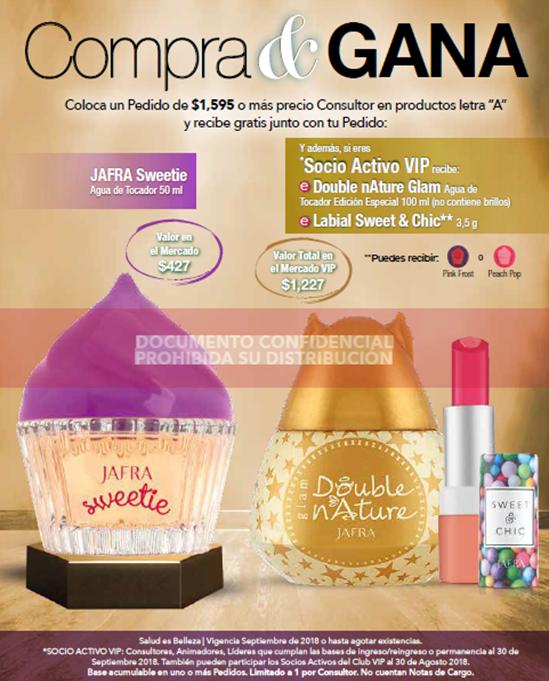 Compra & GANA
Coloca un Pedido de $1,595 o más precio Consultor en productos letra "A"
y recibe gratis junto con tu Pedido:
JAFRA Sweetie
Agua de Tocador 50 ml
Y además, si eres
*Socio Activo VIP recibe:
e Double nAture Glam Agua de
Tocador Edición Especial 100 ml (no contiene brillos)
e Labial Sweet & Chic** 3,5 g
Valor en
el Mercado
$427
Valor Total en
el Mercado VIP
$1,227
**Puedes recibir:
o
Pink Frost
Peach Pop
DOCUMENTO CONFIDENCIAL
PROHIBIDA SU DISTRIBUCIÓN
JAFRA
sweetie
glam
Double
nAture
JAFRA
SWEET
&
CHIC
JAFRA
Salud es Belleza | Vigencia Septiembre de 2018 o hasta agotar existencias.
*SOCIO ACTIVO VIP: Consultores, Animadores, Líderes que cumplan las bases de ingreso/reingreso o permanencia al 30 de
Septiembre 2018. También pueden participar los Socios Activos del Club VIP al 30 de Agosto 2018.
Base acumulable en uno o más Pedidos. Limitado a 1 por Consultor. No cuentan Notas de Cargo.